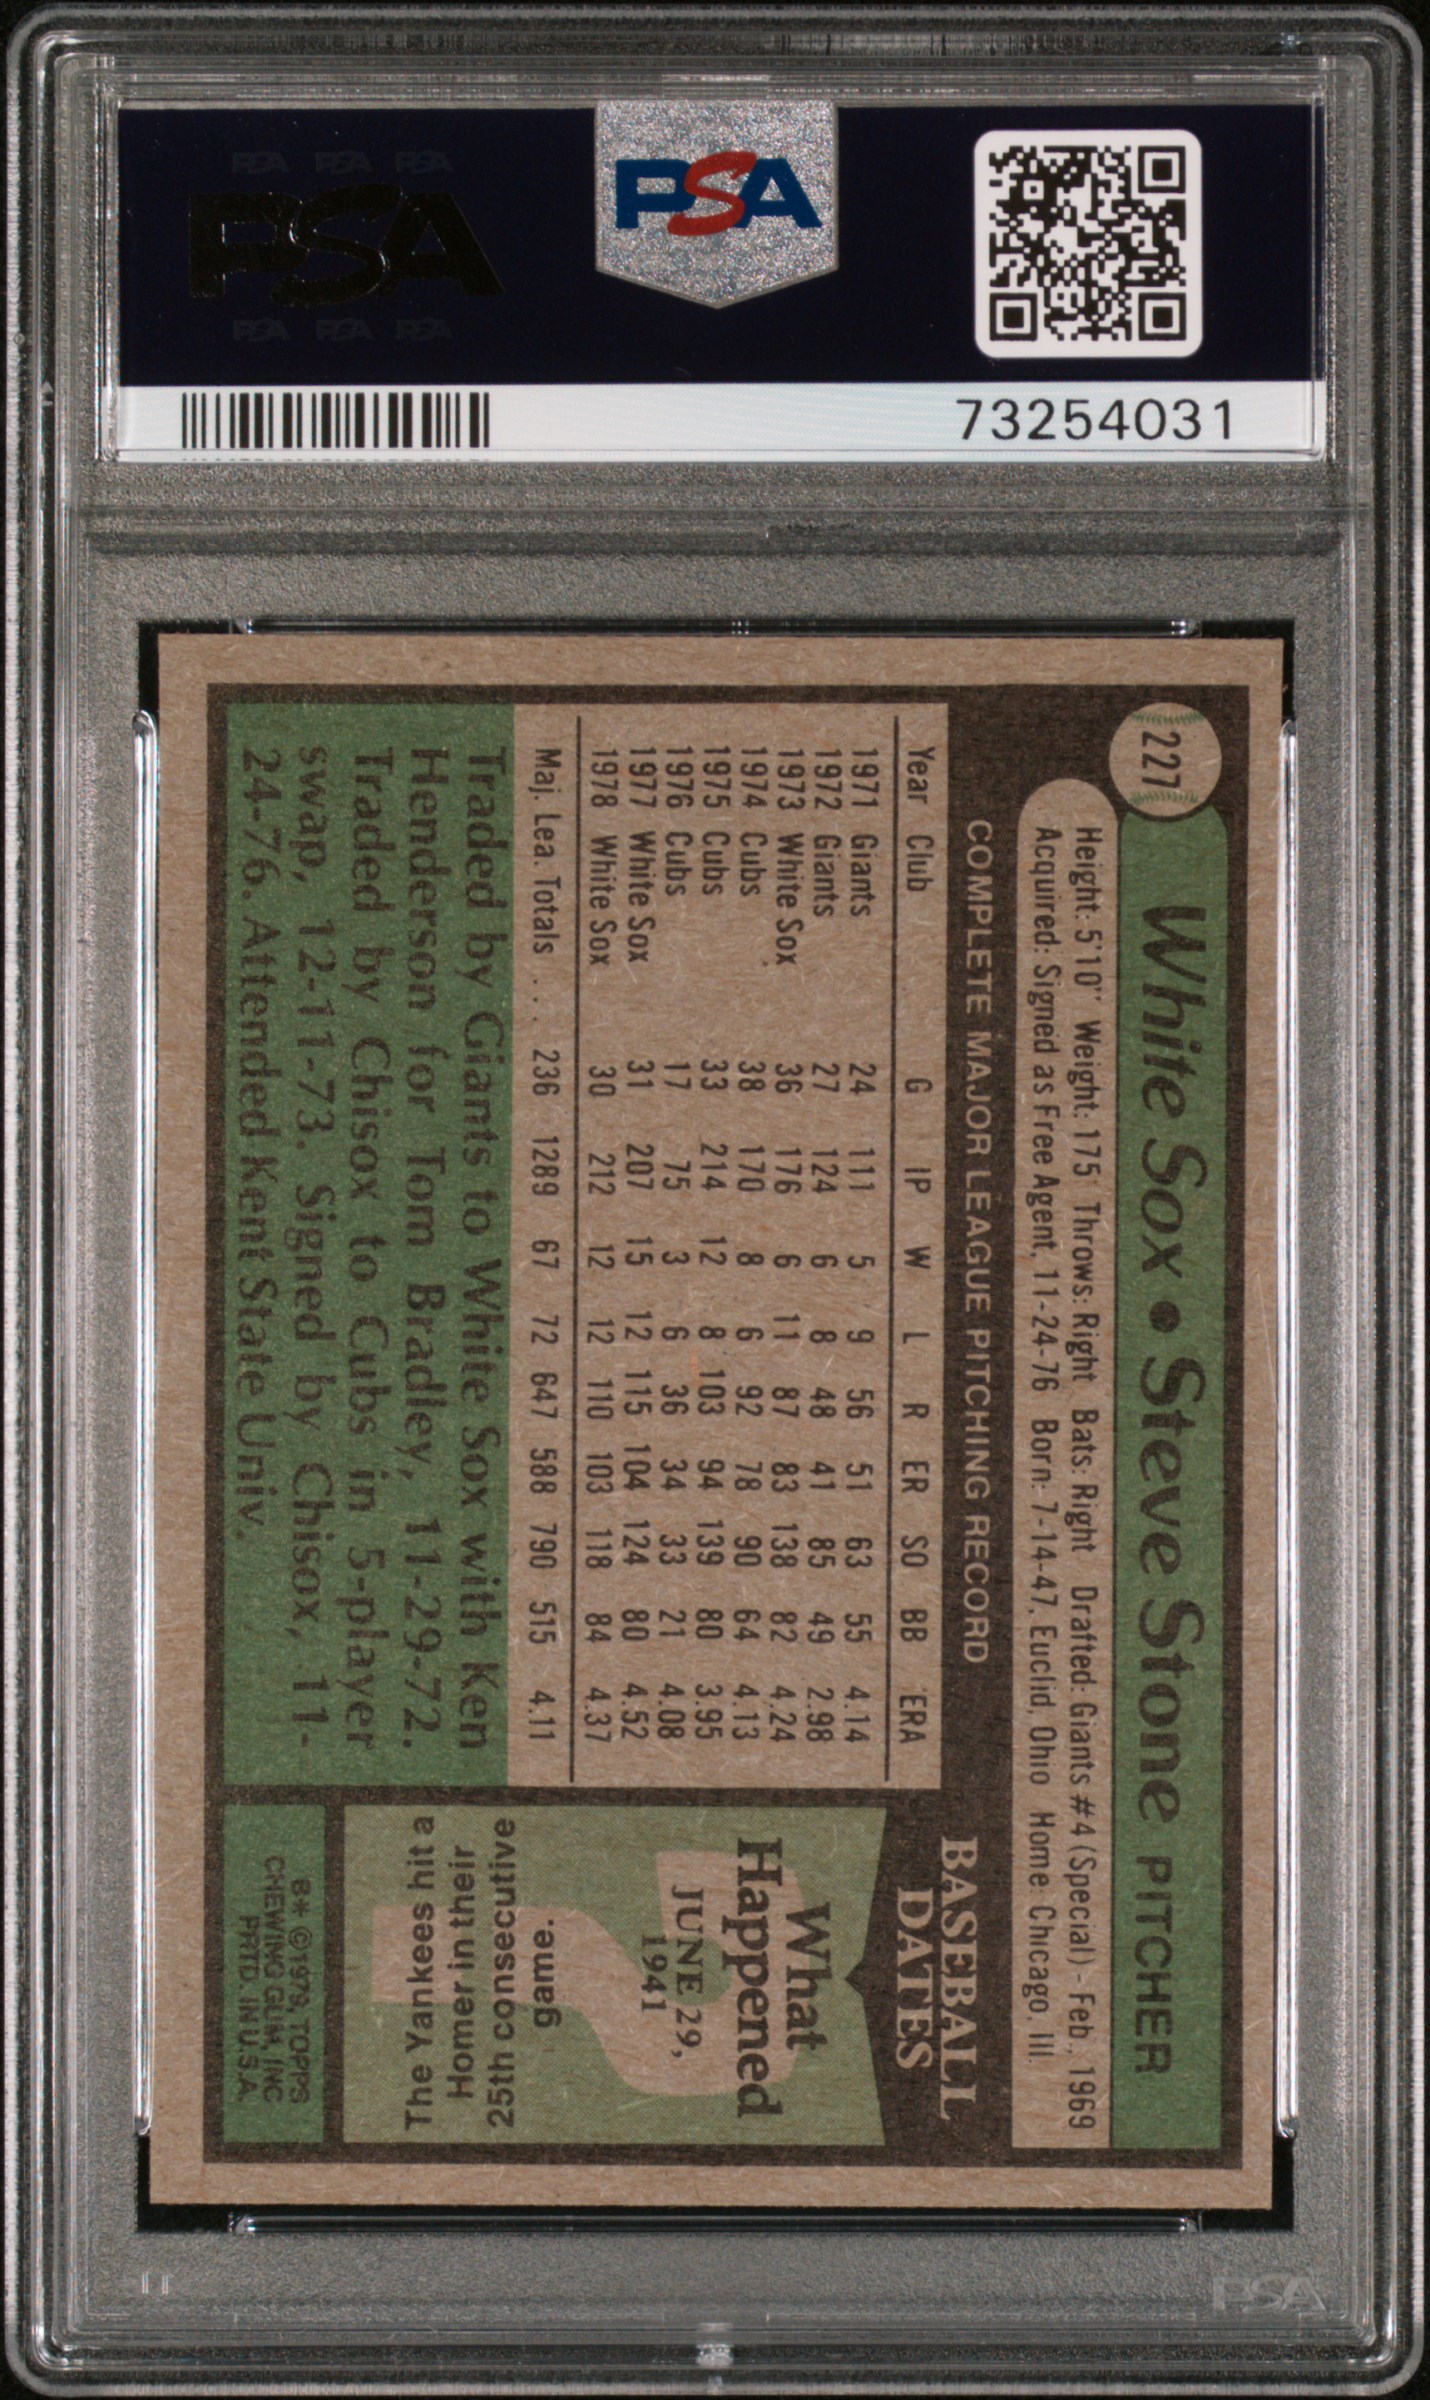 PSA PSA PSA
PSA
PSA PSA PSA
PSA
73254031
227
White Sox • Steve Stone PITCHER
Height: 5'10" Weight: 175 Throws: Right Bats: Right Drafted: Giants #4 (Special) - Feb., 1969
Acquired: Signed as Free Agent, 11-24-76 Born: 7-14-47, Euclid, Ohio Home: Chicago, Ill.
COMPLETE MAJOR LEAGUE PITCHING RECORD
Year Club G IP W L R ER SO BB ERA
1971 Giants 24 111 5 9 56 51 63 55 4.14
1972 Giants 27 124 6 8 48 41 85 49 2.98
1973 White Sox 36 176 6 11 87 83 138 82 4.24
1974 Cubs 38 170 8 6 92 78 90 64 4.13
1975 Cubs 33 214 12 8 103 94 139 80 3.95
1976 Cubs 17 75 3 6 36 34 33 21 4.08
1977 White Sox 31 207 15 12 115 104 124 80 4.52
1978 White Sox 30 212 12 12 110 103 118 84 4.37
Maj. Lea. Totals . . . 236 1289 67 72 647 588 790 515 4.11
Traded by Giants to White Sox with Ken
Henderson for Tom Bradley, 11-29-72.
Traded by Chisox to Cubs in 5-player
swap, 12-11-73. Signed by Chisox, 11-
24-76. Attended Kent State Univ.
BASEBALL
DATES
What
Happened
JUNE 29,
1941
The Yankees hit a
Homer in their
25th consecutive
game.
B* ©1979, TOPPS
CHEWING GUM, INC
PRTD. IN U.S.A.
PSA